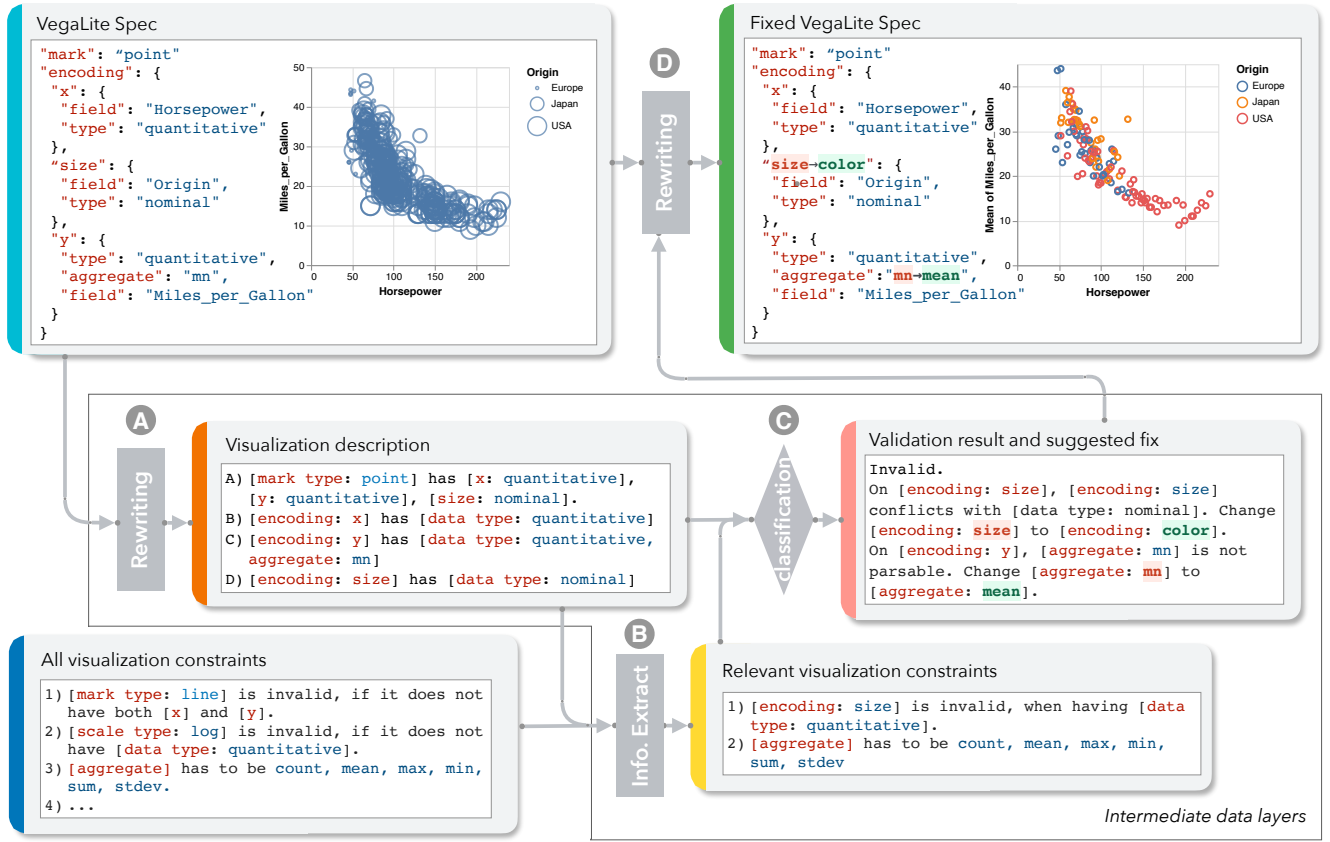 VegaLite Spec
"mark": “point"
"encoding": {
"x": {
"field": "Horsepower",
"type": "quantitative"
},
“size": {
"field": "Origin",
"type": "nominal"
},
"y": {
"type": "quantitative",
"aggregate": "mn",
"field": "Miles_per_Gallon"
}
}
50
40
30
20
10
0
0
50
100
150
200
Miles_per_Gallon
Horsepower
Origin
Europe
Japan
USA
D
Rewriting
Fixed VegaLite Spec
"mark": “point"
"encoding": {
"x": {
"field": "Horsepower",
"type": "quantitative"
},
“size→color": {
"field": "Origin",
"type": "nominal"
},
"y": {
"type": "quantitative",
"aggregate":"mn→mean",
"field": "Miles_per_Gallon"
}
}
40
30
20
10
0
0
50
100
150
200
Mean of Miles_per_Gallon
Horsepower
Origin
Europe
Japan
USA
A
Rewriting
Visualization description
A) [mark type: point] has [x: quantitative],
[y: quantitative], [size: nominal].
B) [encoding: x] has [data type: quantitative]
C) [encoding: y] has [data type: quantitative,
aggregate: mn]
D) [encoding: size] has [data type: nominal]
C
classification
Validation result and suggested fix
Invalid.
On [encoding: size], [encoding: size]
conflicts with [data type: nominal]. Change
[encoding: size] to [encoding: color].
On [encoding: y], [aggregate: mn] is not
parsable. Change [aggregate: mn] to
[aggregate: mean].
All visualization constraints
1) [mark type: line] is invalid, if it does not
have both [x] and [y].
2) [scale type: log] is invalid, if it does not
have [data type: quantitative].
3) [aggregate] has to be count, mean, max, min,
sum, stdev.
4) ...
B
Info. Extract
Relevant visualization constraints
1) [encoding: size] is invalid, when having [data
type: quantitative].
2) [aggregate] has to be count, mean, max, min,
sum, stdev
Intermediate data layers